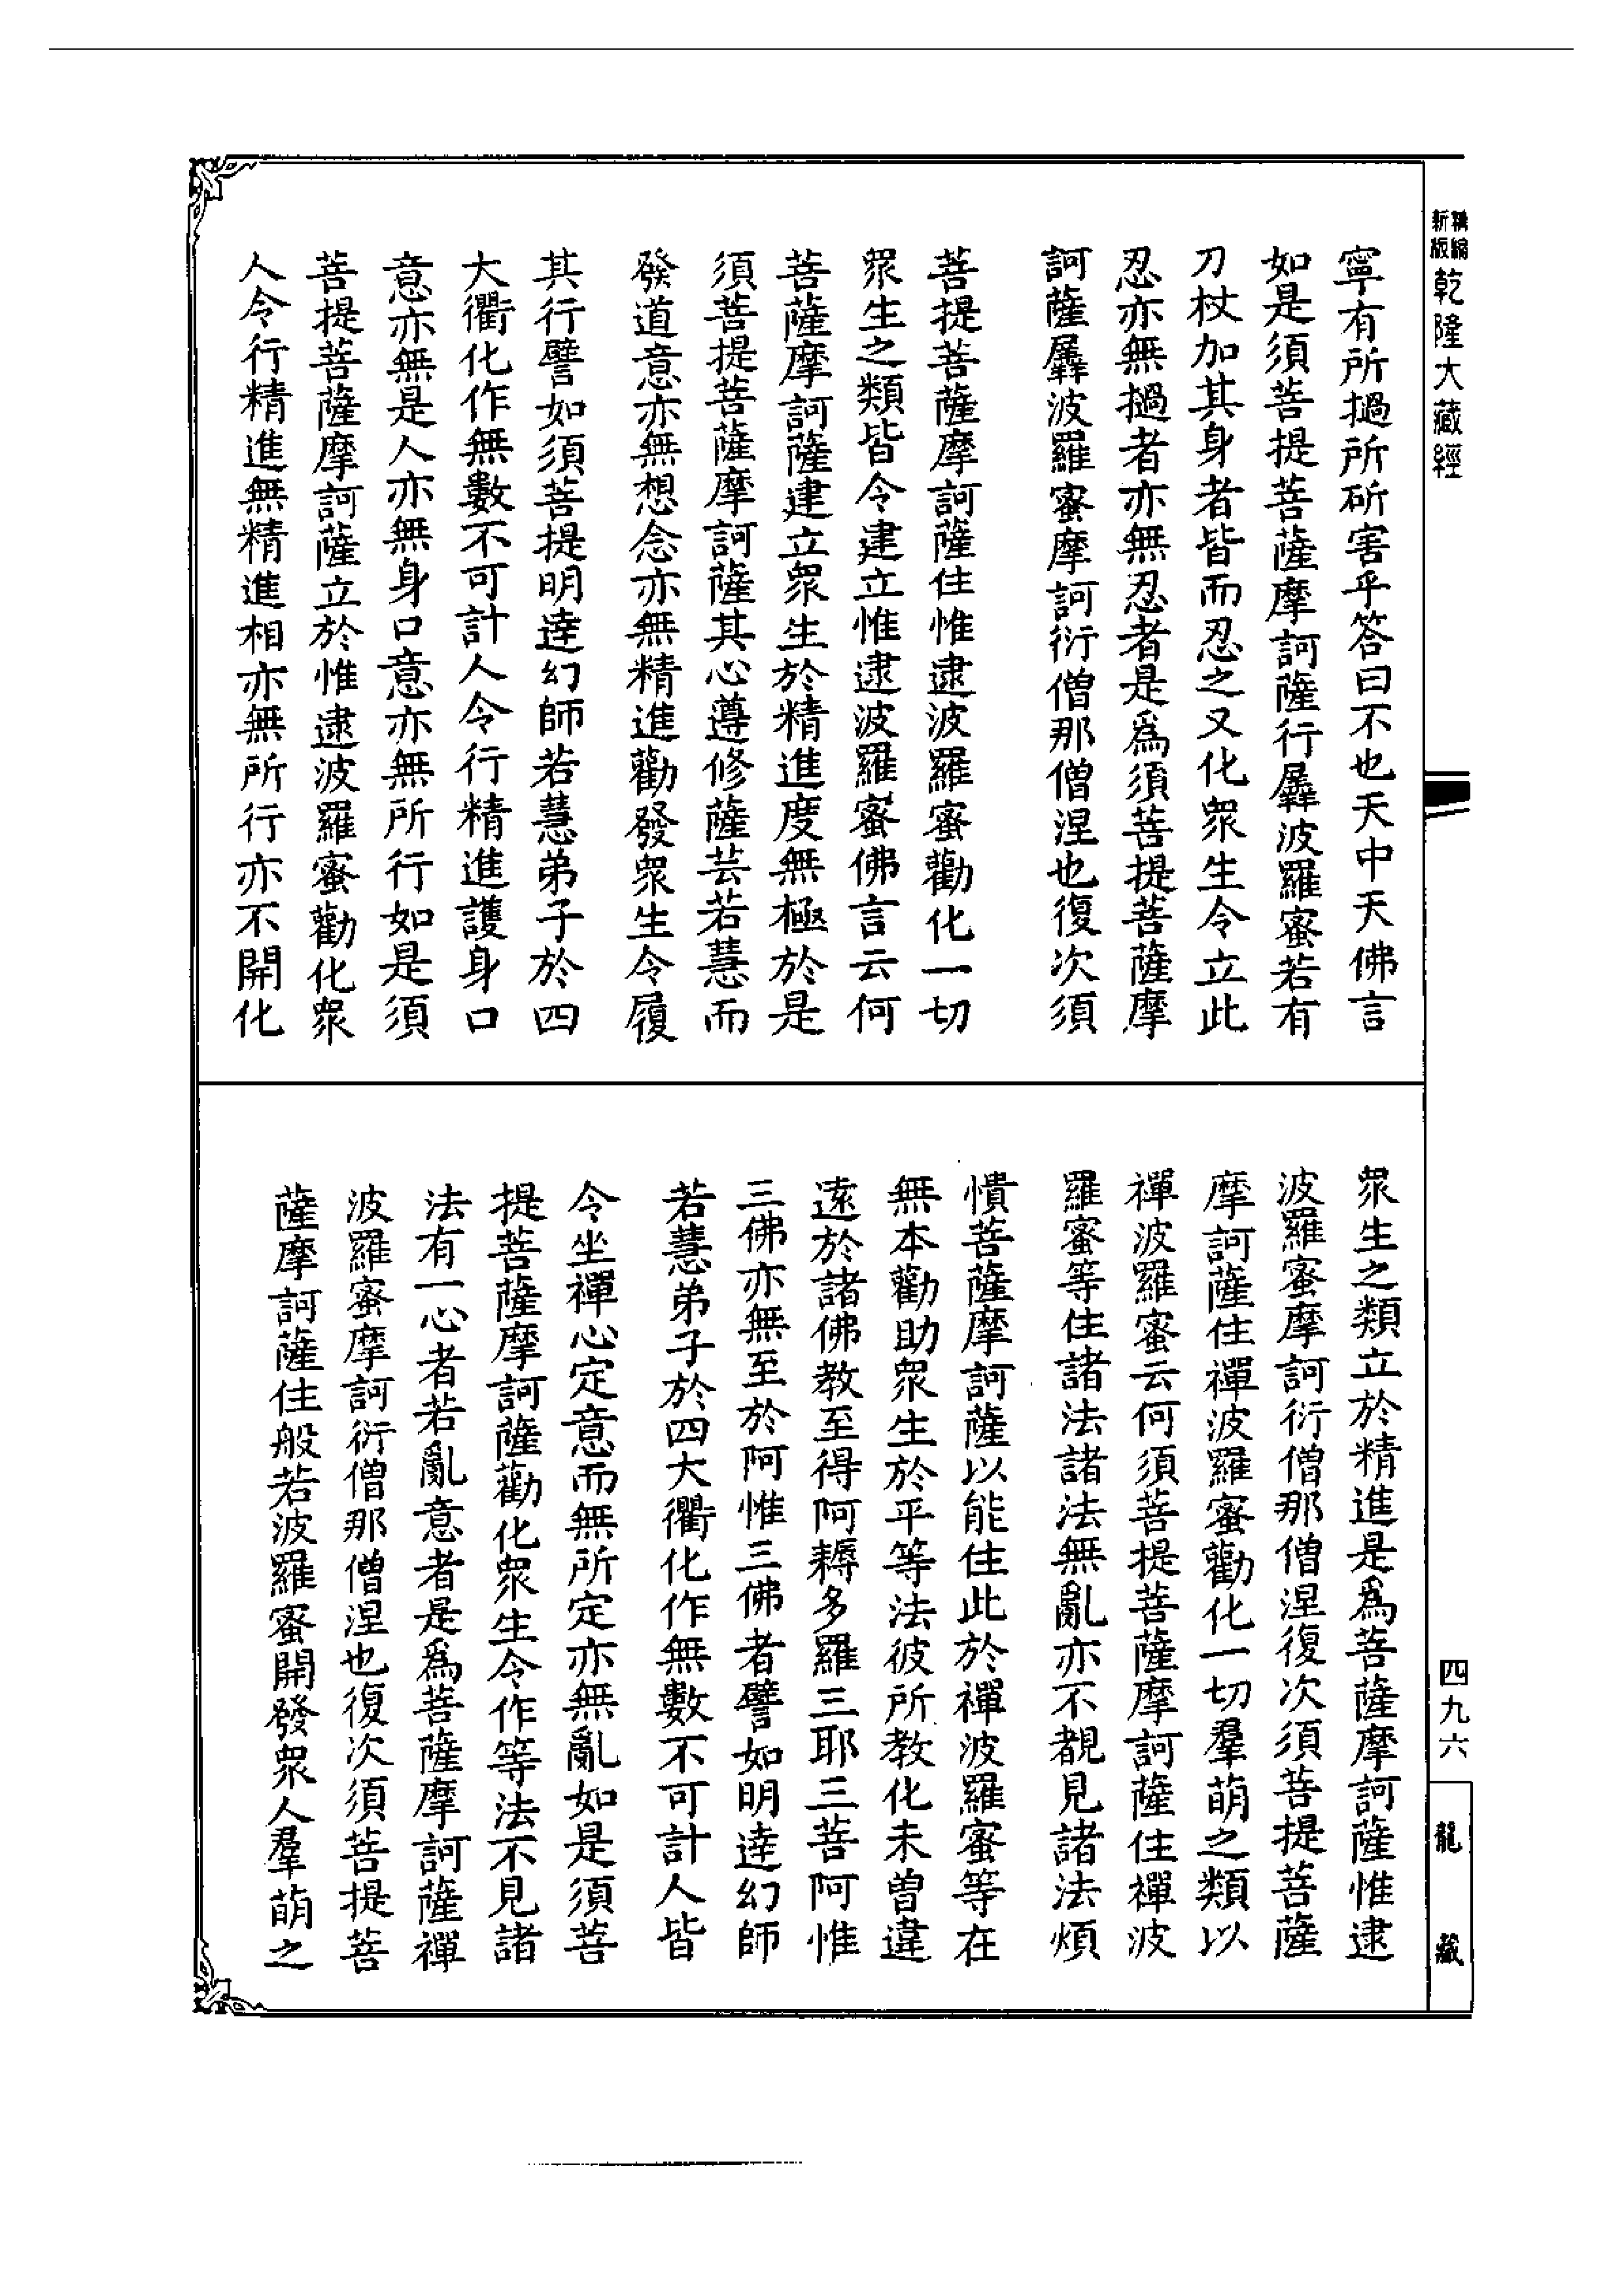 精縮新版乾隆大藏經
寧有所撾所斫害乎答曰不也天中天佛言
如是須菩提菩薩摩訶薩行羼波羅蜜若有
刀杖加其身者皆而忍之又化眾生令立此
忍亦無撾者亦無忍者是為須菩提菩薩摩
訶薩羼波羅蜜摩訶衍僧那僧涅也復次須
菩提菩薩摩訶薩住惟逮波羅蜜勸化一切
眾生之類皆令建立惟逮波羅蜜佛言云何
菩薩摩訶薩建立眾生於精進度無極於是
須菩提菩薩摩訶薩其心遵修薩芸若慧而
發道意亦無想念亦無精進勸發眾生令履
其行譬如須菩提明達幻師若慧弟子於四
大衢化作無數不可計人令行精進護身口
意亦無是人亦無身口意亦無所行如是須
菩提菩薩摩訶薩立於惟逮波羅蜜勸化眾
人令行精進無精進相亦無所行亦不開化
眾生之類立於精進是為菩薩摩訶薩惟逮
波羅蜜摩訶衍僧那僧涅復次須菩提菩薩
摩訶薩住禪波羅蜜勸化一切羣萌之類以
禪波羅蜜云何須菩提菩薩摩訶薩住禪波
羅蜜等住諸法諸法無亂亦不覩見諸法煩
憒菩薩摩訶薩以能住此於禪波羅蜜等在
無本勸助眾生於平等法彼所教化未曾違
遠於諸佛教至得阿耨多羅三耶三菩阿惟
三佛亦無至於阿惟三佛者譬如明達幻師
若慧弟子於四大衢化作無數不可計人皆
令坐禪心定意而無所定亦無亂如是須菩
提菩薩摩訶薩勸化眾生令作等法不見諸
法有一心者若亂意者是為菩薩摩訶薩禪
波羅蜜摩訶衍僧那僧涅也復次須菩提菩
薩摩訶薩住般若波羅蜜開發眾人羣萌之
四九六
龍藏